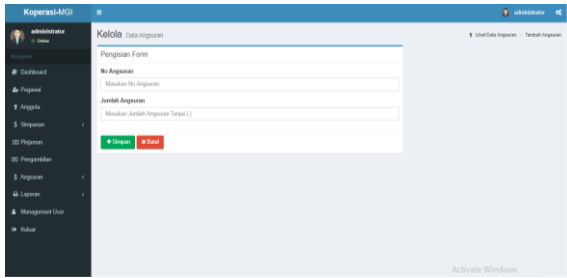 Koperasi-MGI
administrator
administrator
Online
Navigation
Dashboard
Pegawai
Anggota
$ Simpanan
Pinjaman
Pengambilan
$ Angsuran
Laporan
Management User
Keluar
Kelola Data Angsuran
Lihat Data Angsuran
Tambah Angsuran
Pengisian Form
No Angsuran
Masukan No Angsuran
Jumlah Angsuran
Masukan Jumlah Angsuran Tanpa (.)
+ Simpan
× Batal
Activate Windows